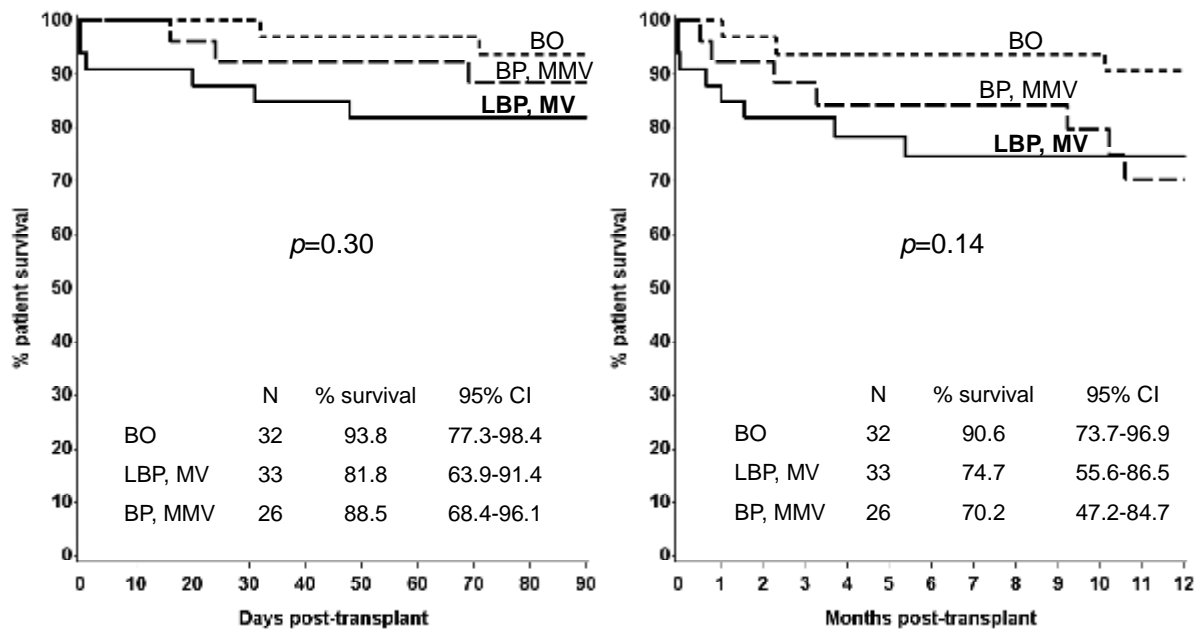 % patient survival
100
90
80
70
60
50
40
30
20
10
0
BO
BP, MMV
LBP, MV
p=0.30
N % survival 95% CI
BO 32 93.8 77.3-98.4
LBP, MV 33 81.8 63.9-91.4
BP, MMV 26 88.5 68.4-96.1
0 10 20 30 40 50 60 70 80 90
Days post-transplant
% patient survival
100
90
80
70
60
50
40
30
20
10
0
BO
BP, MMV
LBP, MV
p=0.14
N % survival 95% CI
BO 32 90.6 73.7-96.9
LBP, MV 33 74.7 55.6-86.5
BP, MMV 26 70.2 47.2-84.7
0 1 2 3 4 5 6 7 8 9 10 11 12
Months post-transplant